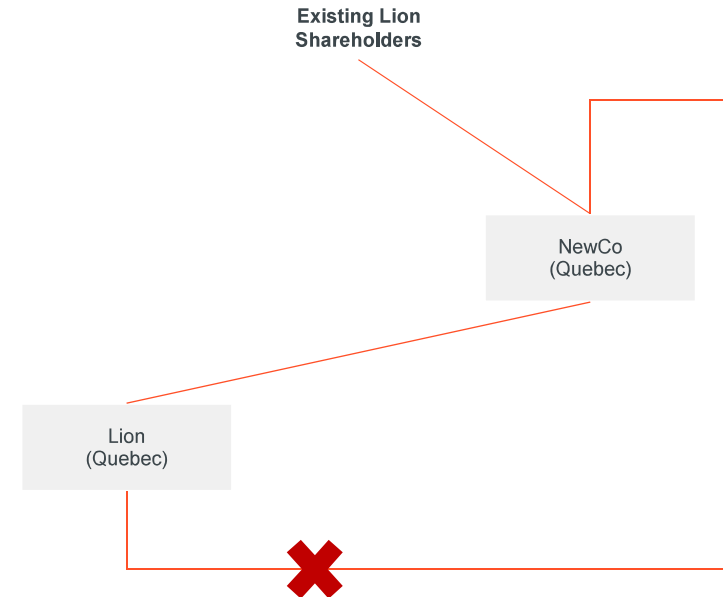 Existing Lion
Shareholders
NewCo
(Quebec)
Lion
(Quebec)